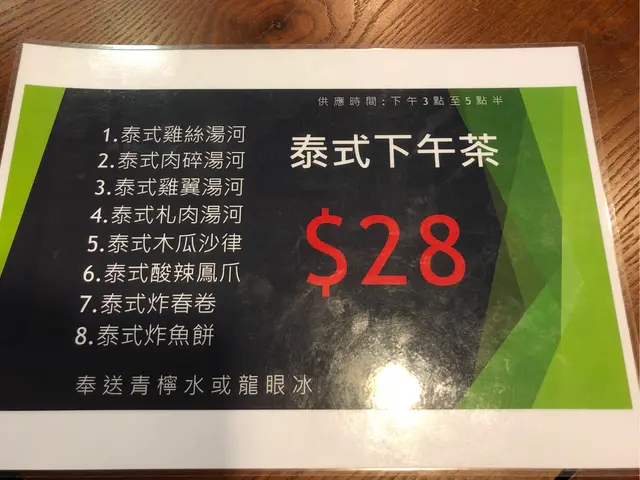 供應時間:下午3點至5點半
泰式下午茶
$28
1.泰式雞絲湯河
2.泰式肉碎湯河
3.泰式雞翼湯河
4.泰式札肉湯河
5.泰式木瓜沙律
6.泰式酸辣鳳爪
7.泰式炸春卷
8.泰式炸魚餅
奉送青檸水或龍眼冰